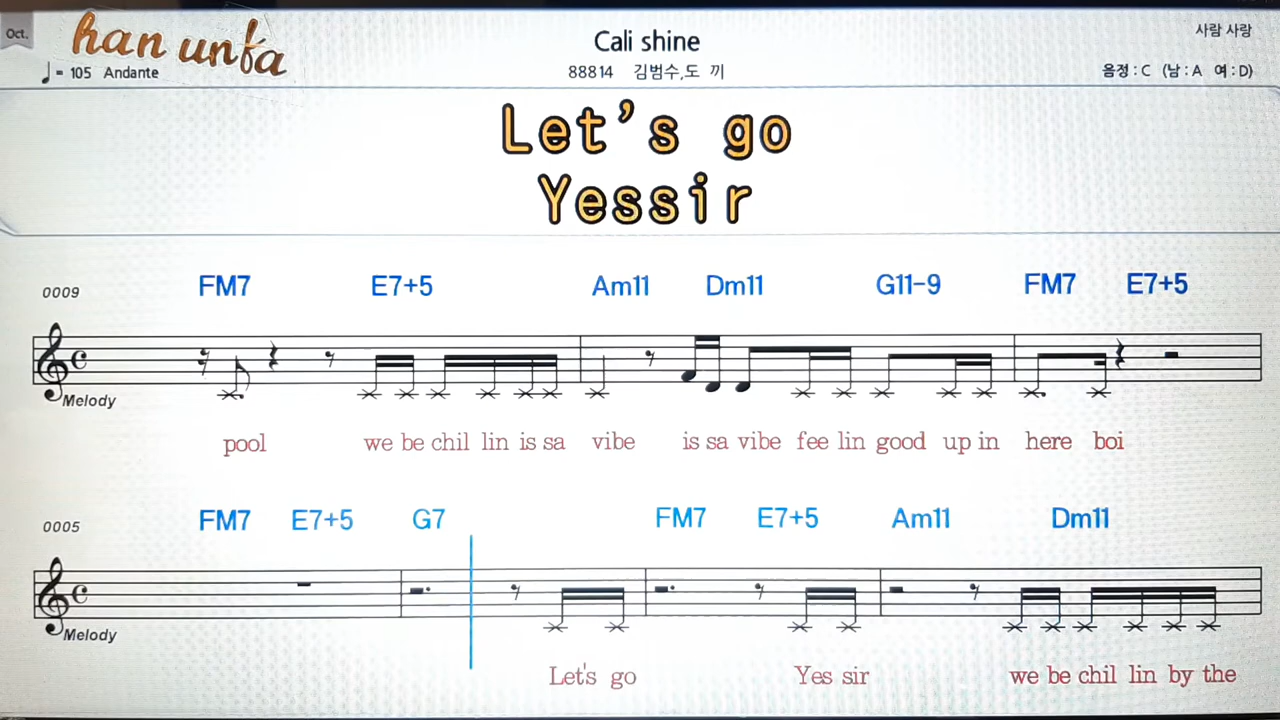 Oct.
han unfa
Cali shine
사람 사랑
♩= 105 Andante
88814 김범수,도 끼
음정 : C (남 : A 여 : D)
Let's go
Yessir
0009 FM7 E7+5 Am11 Dm11 G11-9 FM7 E7+5
Melody
pool we be chil lin is sa vibe is sa vibe fee lin good up in here boi
0005 FM7 E7+5 G7 FM7 E7+5 Am11 Dm11
Melody
Let's go Yes sir we be chil lin by the